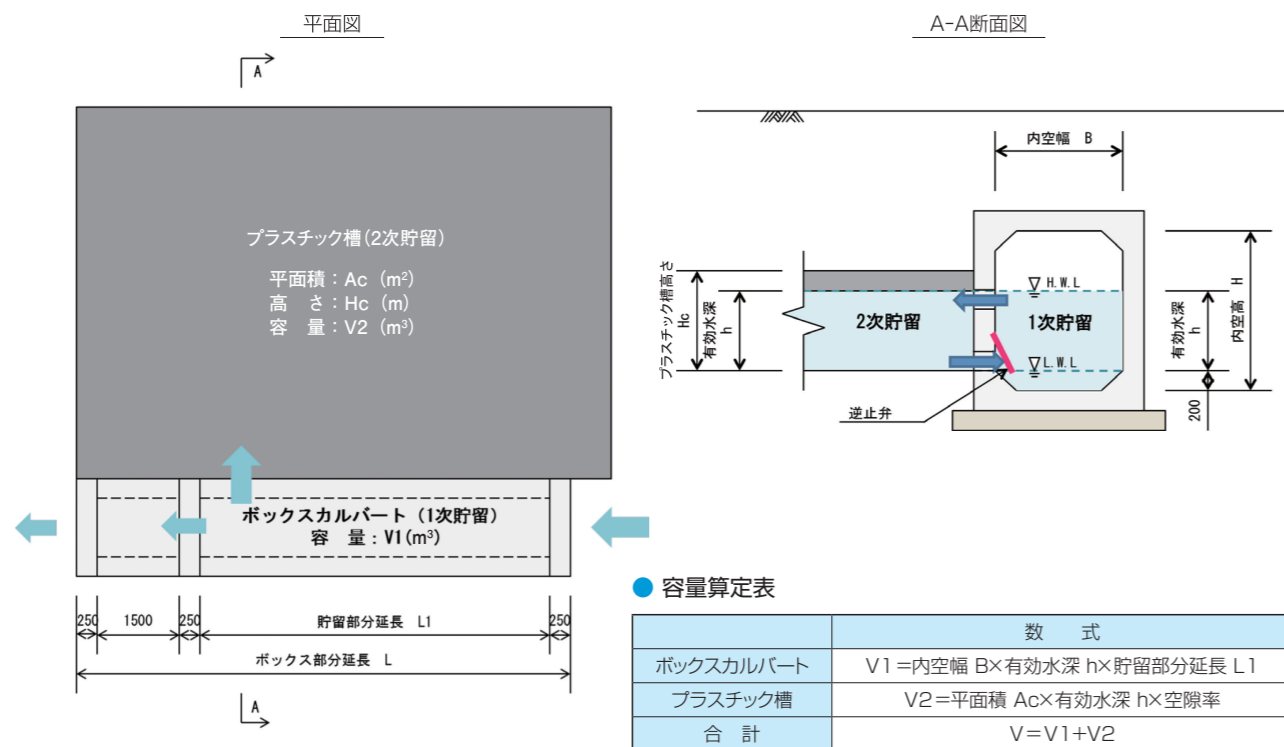 平面図
A
プラスチック槽(2次貯留)
平面積：Ac (m²)
高　さ：Hc (m)
容　量：V2 (m³)
ボックスカルバート (1次貯留)
容　量：V1(m³)
250
1500
250
貯留部分延長 L1
250
ボックス部分延長 L
A
A-A断面図
内空幅 B
プラスチック槽高さ
Hc
有効水深
h
2次貯留
H.W.L
1次貯留
L.W.L
逆止弁
有効水深
h
内空高 H
200
● 容量算定表
数　式
ボックスカルバート V1＝内空幅 B×有効水深 h×貯留部分延長 L1
プラスチック槽 V2＝平面積 Ac×有効水深 h×空隙率
合　計 V＝V1+V2